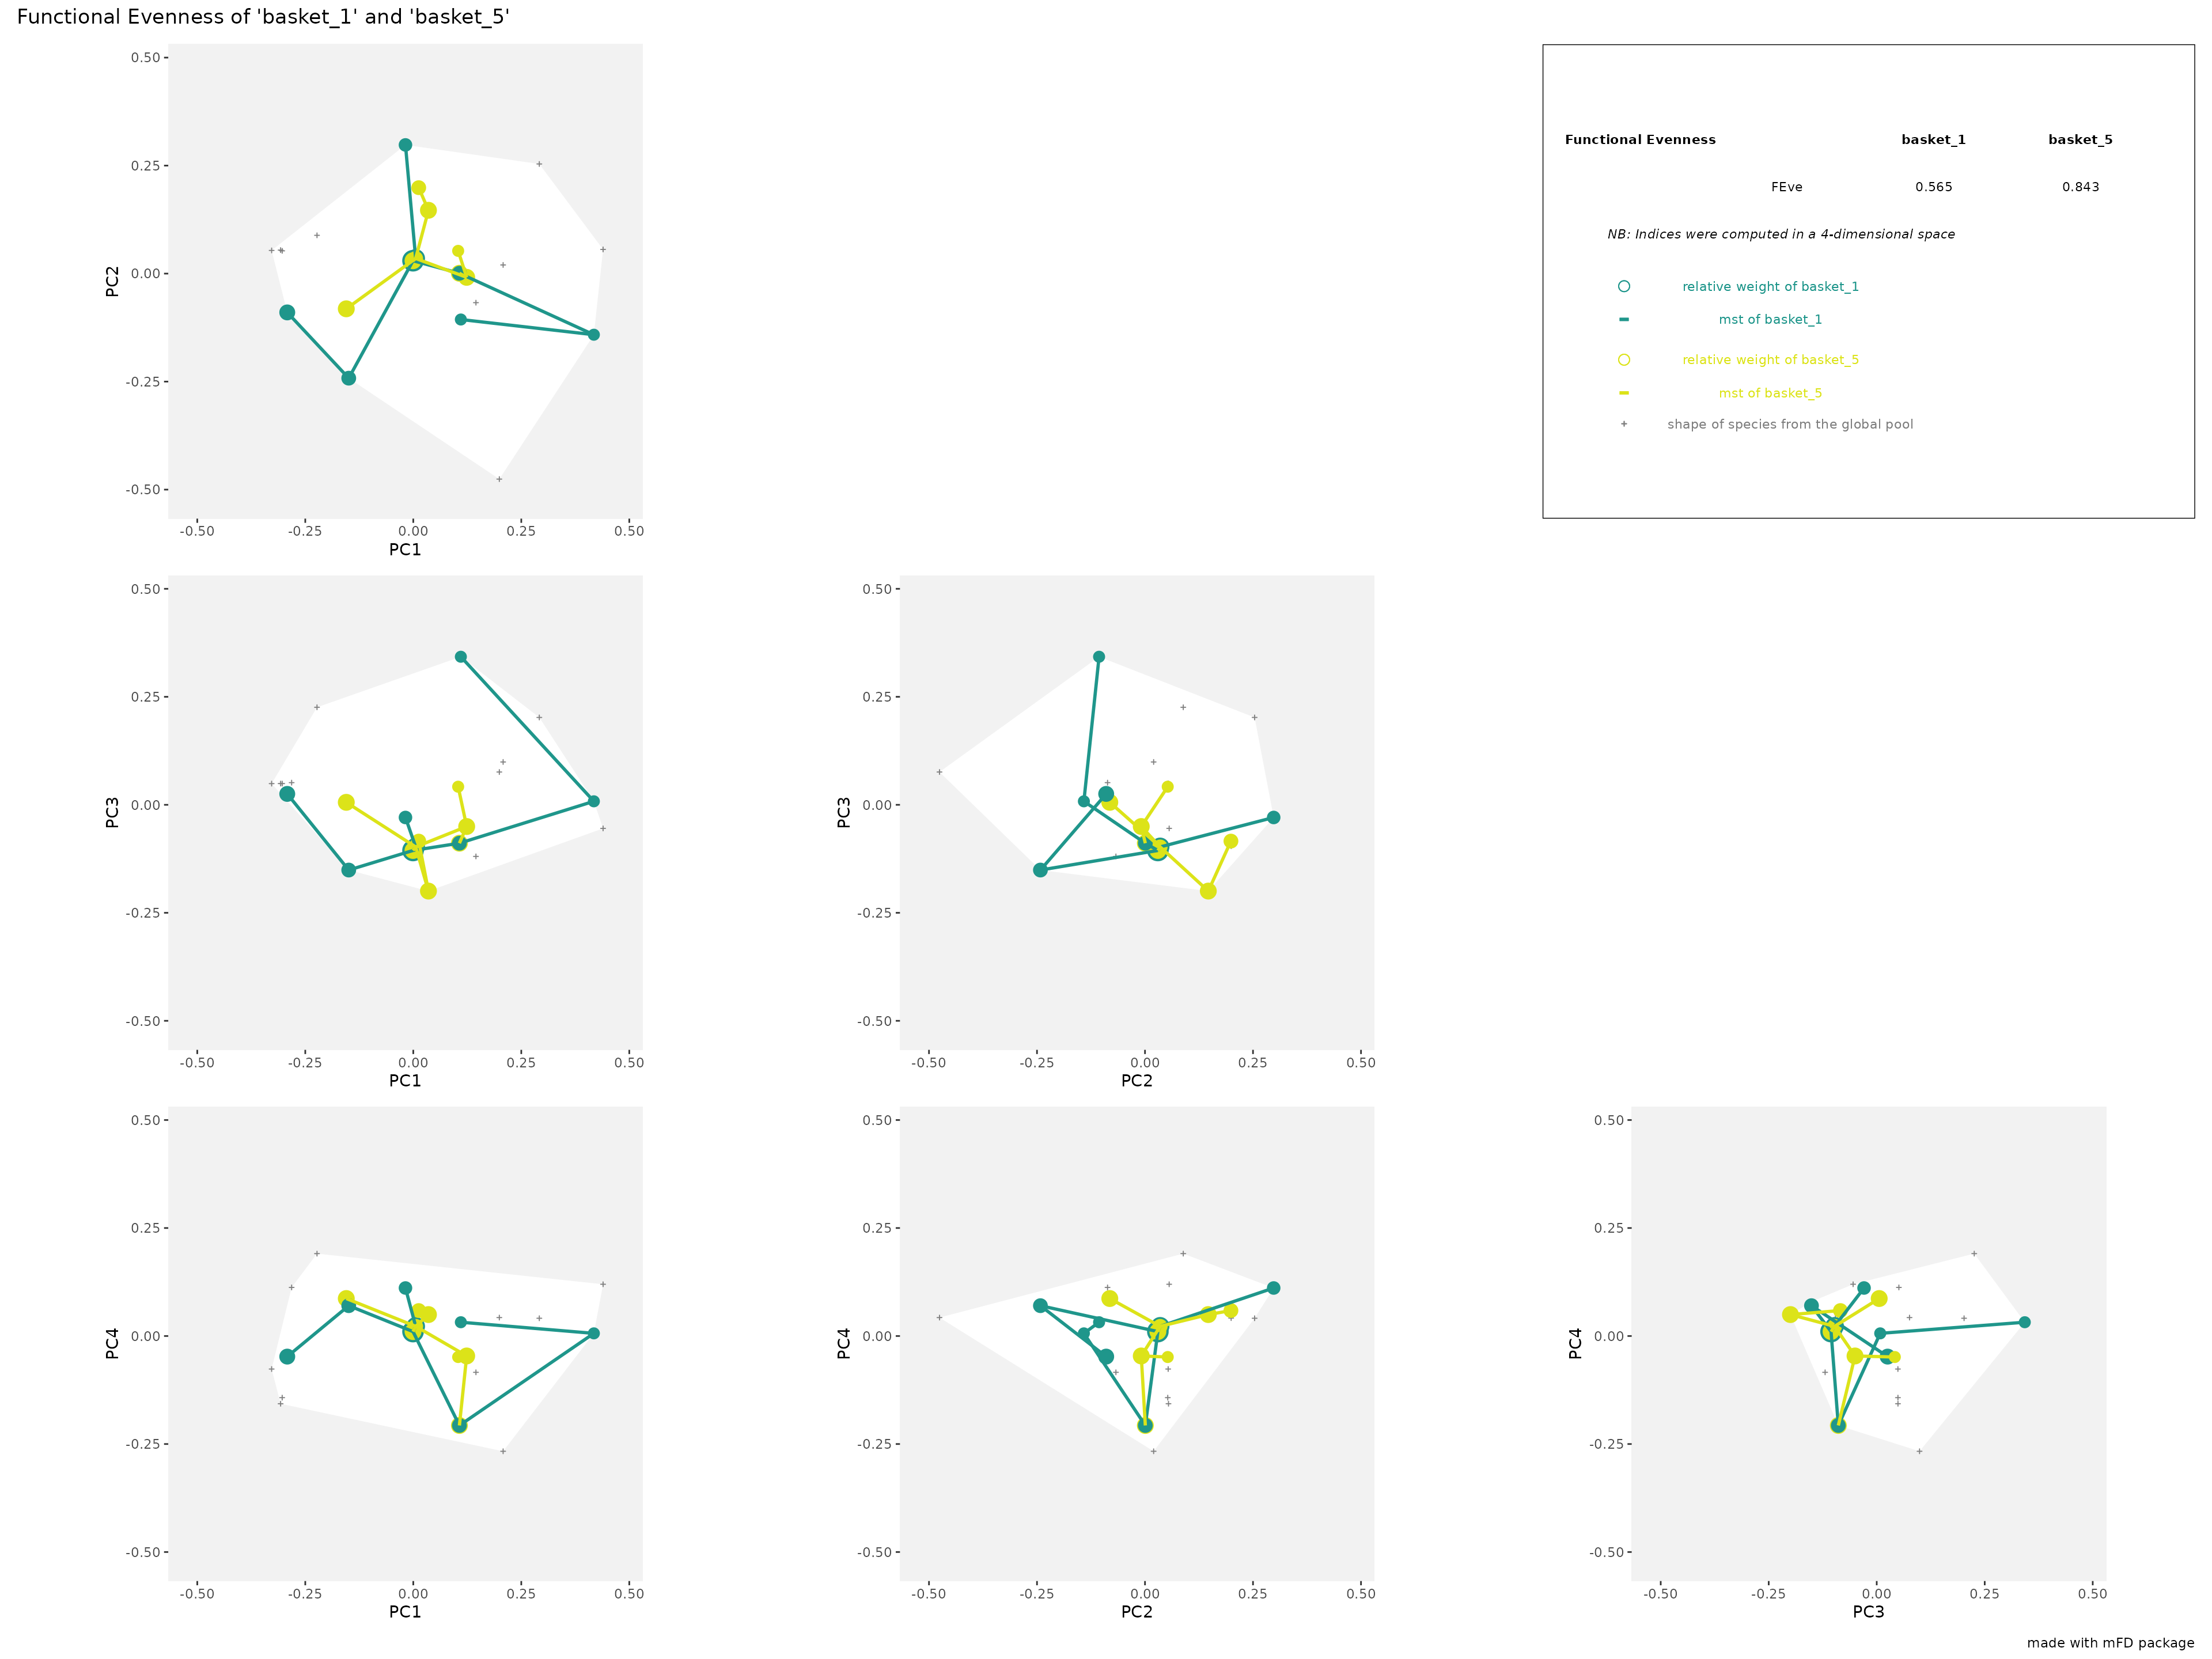 Functional Evenness of 'basket_1' and 'basket_5'
0.50
0.25
0.00
-0.25
-0.50
PC2
-0.50 -0.25 0.00 0.25 0.50
PC1
Functional Evenness basket_1 basket_5
FEve 0.565 0.843
NB: Indices were computed in a 4-dimensional space
relative weight of basket_1
mst of basket_1
relative weight of basket_5
mst of basket_5
shape of species from the global pool
0.50
0.25
0.00
-0.25
-0.50
PC3
-0.50 -0.25 0.00 0.25 0.50
PC1
0.50
0.25
0.00
-0.25
-0.50
PC3
-0.50 -0.25 0.00 0.25 0.50
PC2
0.50
0.25
0.00
-0.25
-0.50
PC4
-0.50 -0.25 0.00 0.25 0.50
PC1
0.50
0.25
0.00
-0.25
-0.50
PC4
-0.50 -0.25 0.00 0.25 0.50
PC2
0.50
0.25
0.00
-0.25
-0.50
PC4
-0.50 -0.25 0.00 0.25 0.50
PC3
made with mFD package